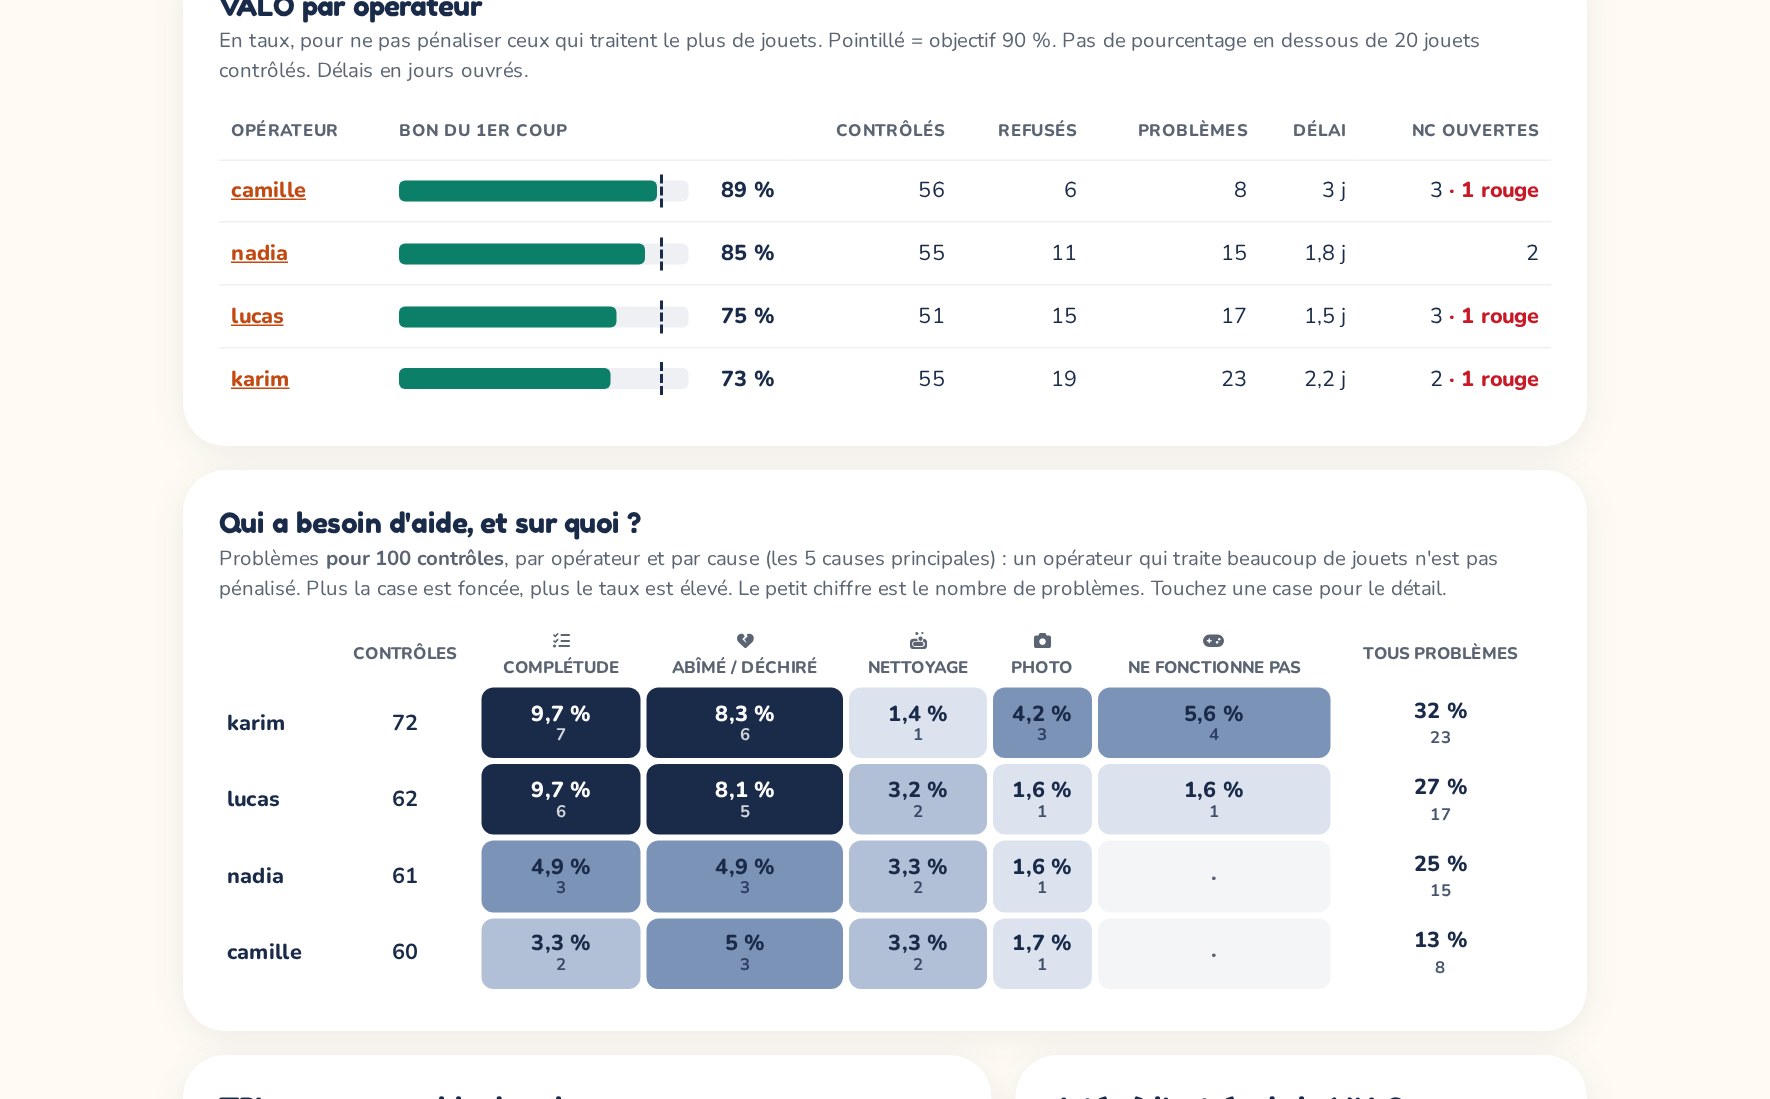 VALO par opérateur
En taux, pour ne pas pénaliser ceux qui traitent le plus de jouets. Pointillé = objectif 90 %. Pas de pourcentage en dessous de 20 jouets
contrôlés. Délais en jours ouvrés.
OPÉRATEUR BON DU 1ER COUP CONTRÔLÉS REFUSÉS PROBLÈMES DÉLAI NC OUVERTES
camille 89 % 56 6 8 3 j 3 · 1 rouge
nadia 85 % 55 11 15 1,8 j 2
lucas 75 % 51 15 17 1,5 j 3 · 1 rouge
karim 73 % 55 19 23 2,2 j 2 · 1 rouge
Qui a besoin d'aide, et sur quoi ?
Problèmes pour 100 contrôles, par opérateur et par cause (les 5 causes principales) : un opérateur qui traite beaucoup de jouets n'est pas
pénalisé. Plus la case est foncée, plus le taux est élevé. Le petit chiffre est le nombre de problèmes. Touchez une case pour le détail.
CONTRÔLES COMPLÉTUDE ABÎMÉ / DÉCHIRÉ NETTOYAGE PHOTO NE FONCTIONNE PAS TOUS PROBLÈMES
karim 72 9,7 % 8,3 % 1,4 % 4,2 % 5,6 % 32 %
7 6 1 3 4 23
lucas 62 9,7 % 8,1 % 3,2 % 1,6 % 1,6 % 27 %
6 5 2 1 1 17
nadia 61 4,9 % 4,9 % 3,3 % 1,6 % . 25 %
3 3 2 1 15
camille 60 3,3 % 5 % 3,3 % 1,7 % . 13 %
2 3 2 1 8